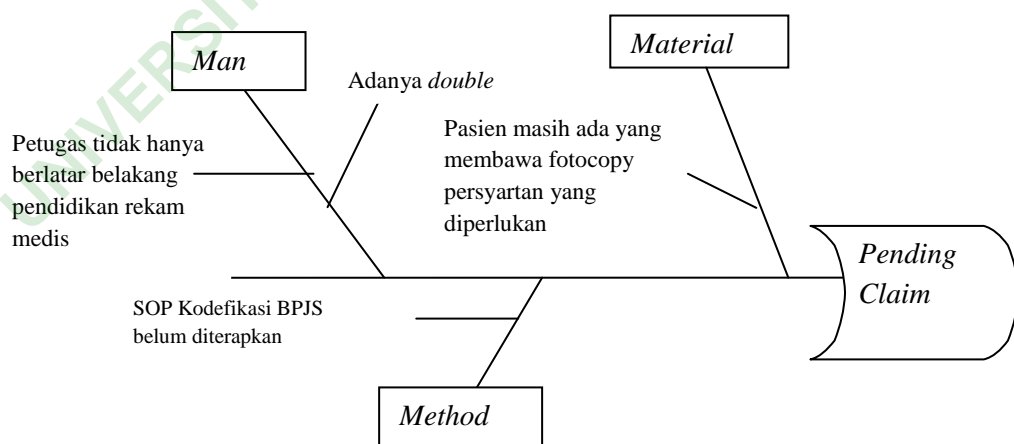 Man
Material
Adanya double
Petugas tidak hanya
berlatar belakang
pendidikan rekam
medis
Pasien masih ada yang
membawa fotocopy
persyartan yang
diperlukan
Pending
Claim
SOP Kodefikasi BPJS
belum diterapkan
Method
UNIVERSIT